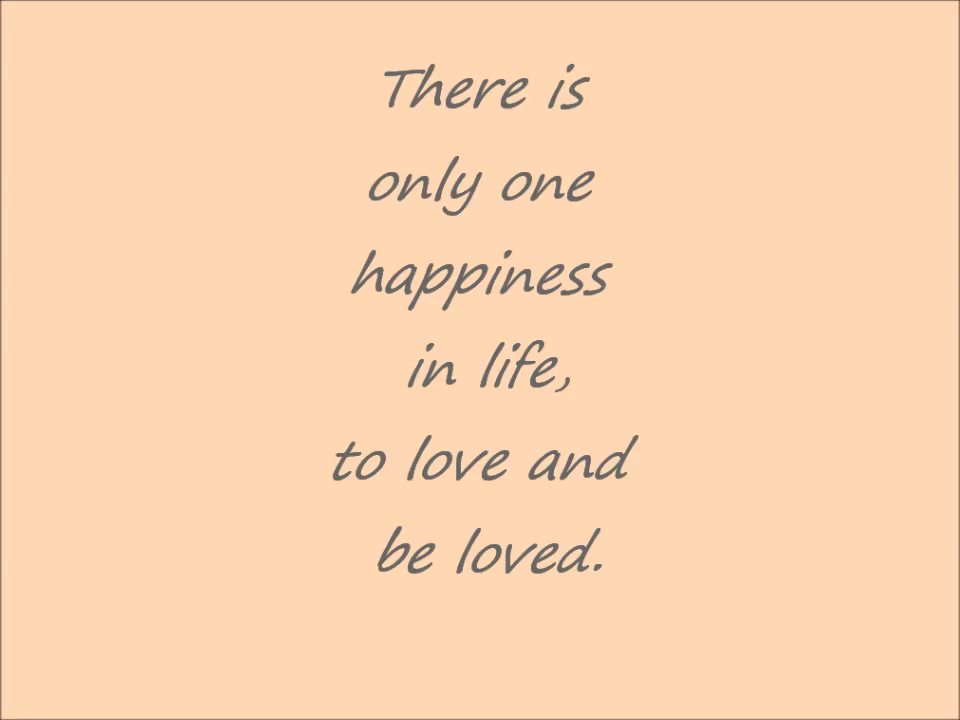 There is
only one
happiness
in life,
to love and
be loved.